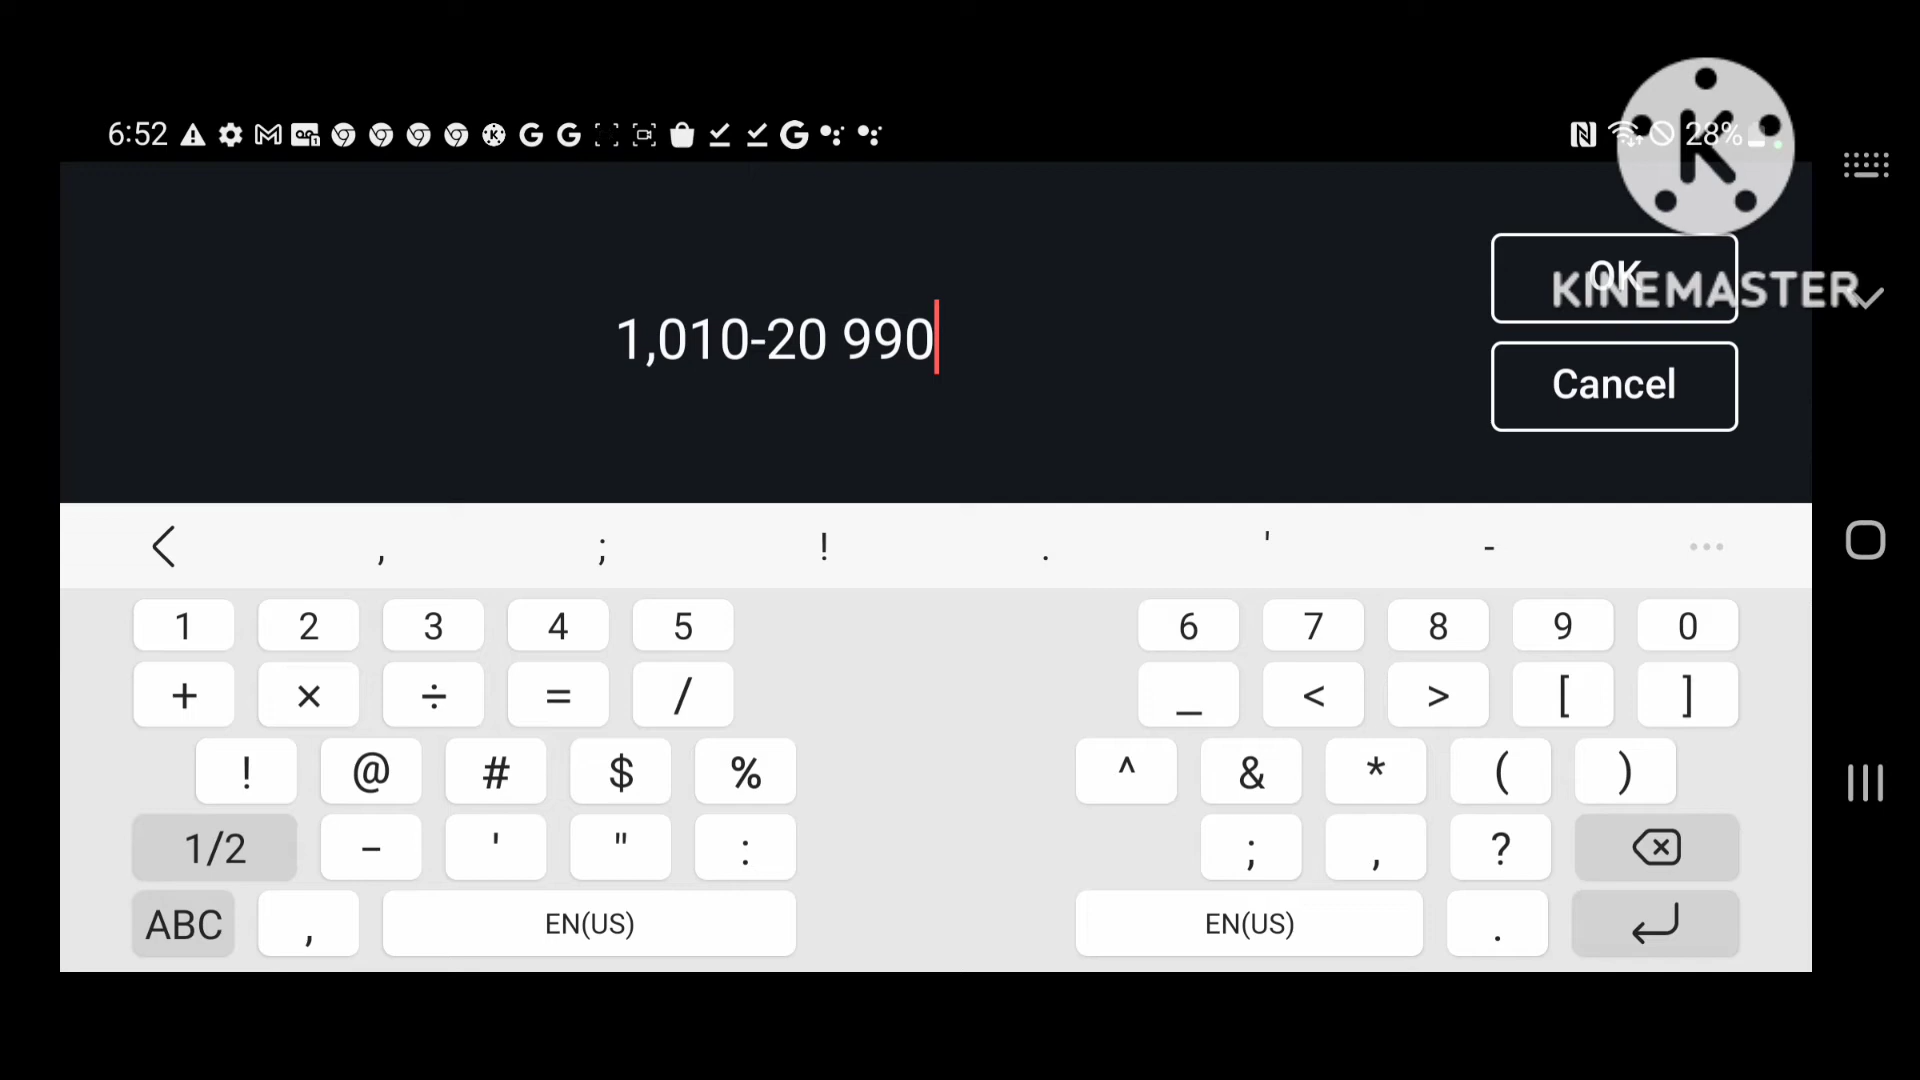 6:52
28%
K
KINEMASTER
OK
1,010-20 990
Cancel
, ; ! . ' - ...
1 2 3 4 5 6 7 8 9 0
+ × ÷ = / _ < > [ ]
! @ # $ % ^ & * ( )
1/2 - ' " : ; , ?
ABC , EN(US) EN(US) .